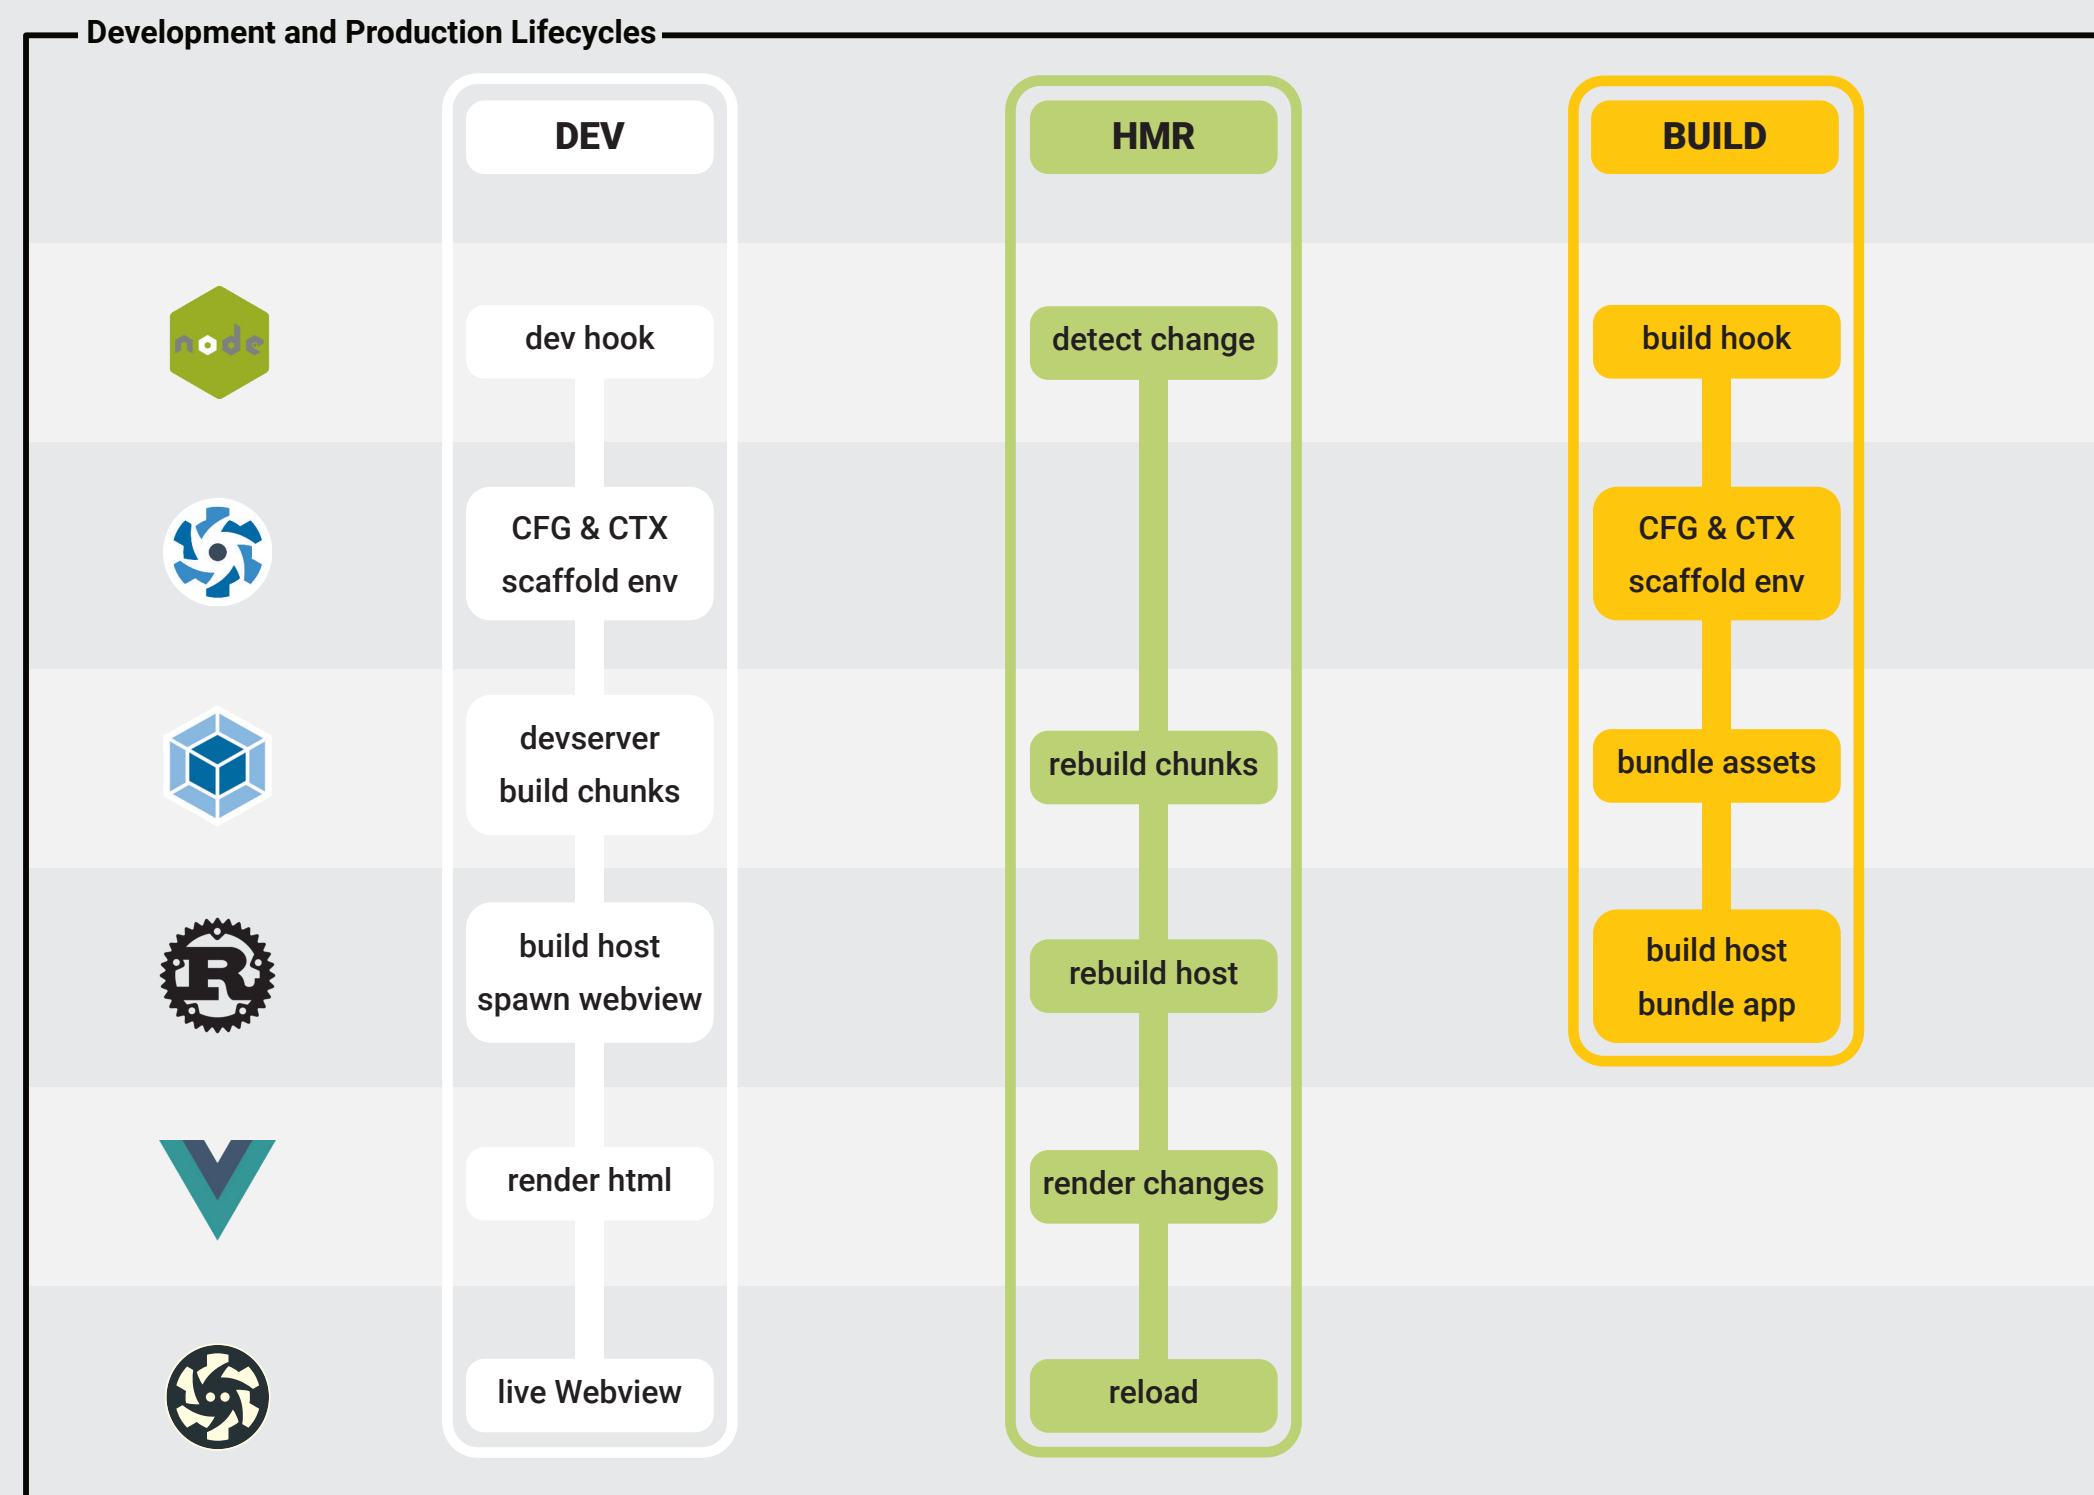 Development and Production Lifecycles
DEV
HMR
BUILD
node
dev hook
detect change
build hook
CFG & CTX
scaffold env
CFG & CTX
scaffold env
devserver
build chunks
rebuild chunks
bundle assets
R
build host
spawn webview
rebuild host
build host
bundle app
render html
render changes
live Webview
reload